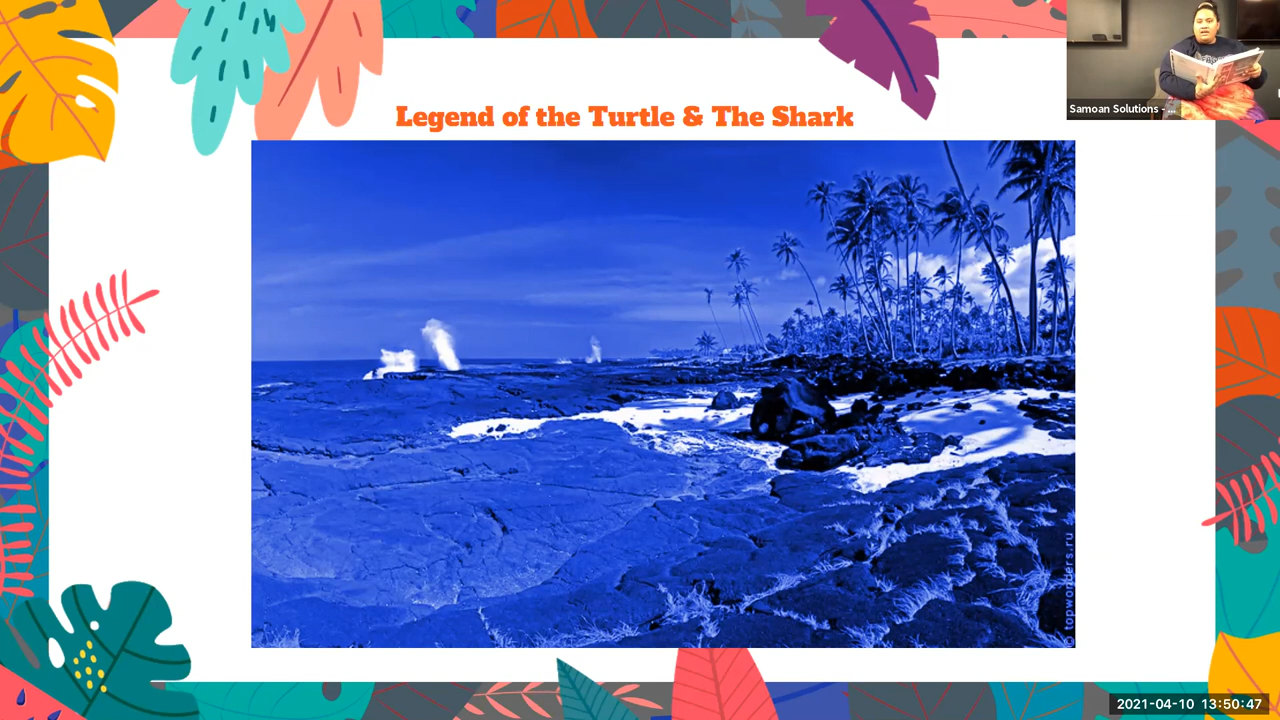 Legend of the Turtle & The Shark
Samoan Solutions - ...
© topwonders.ru
2021-04-10 13:50:47